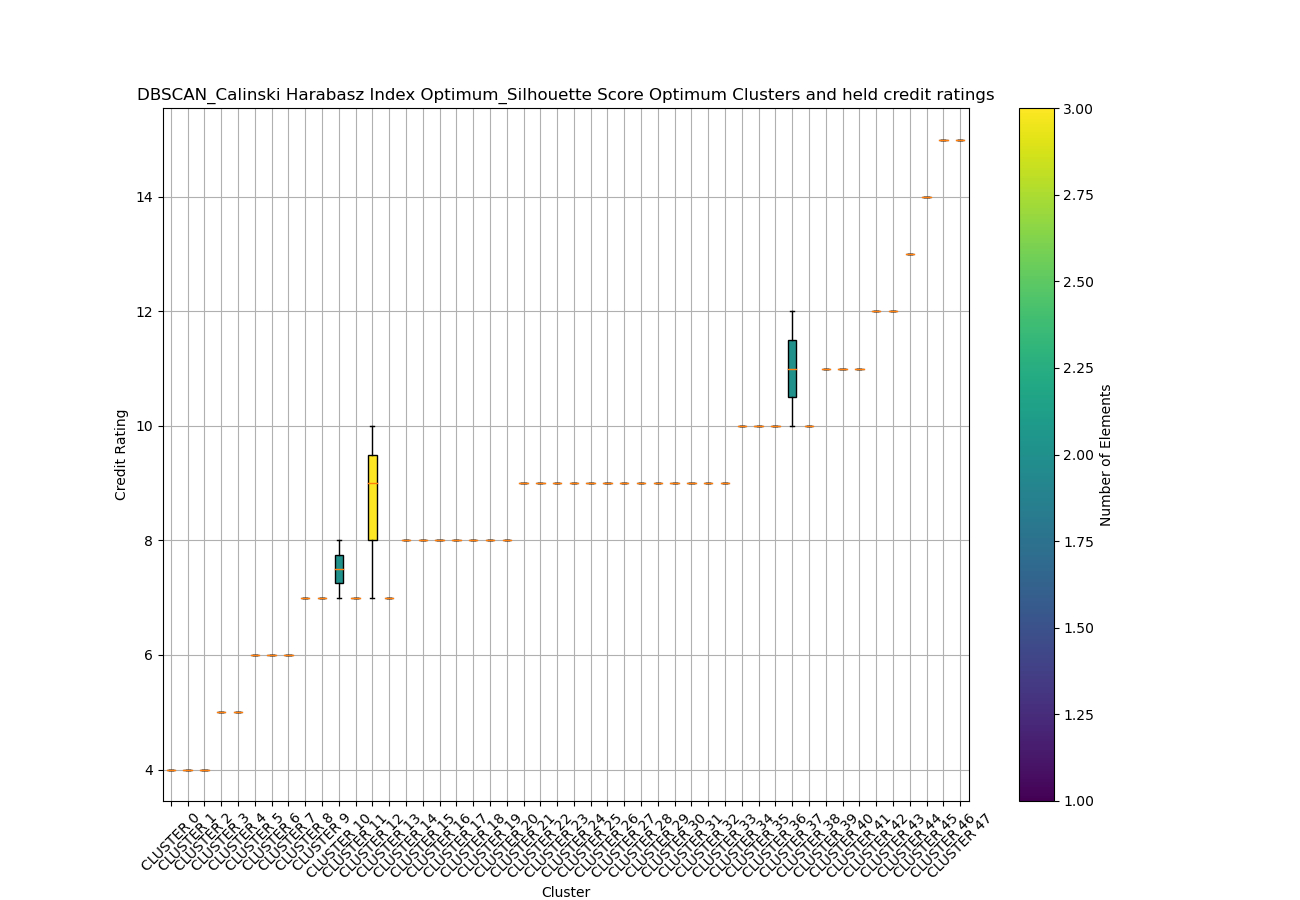 DBSCAN_Calinski Harabasz Index Optimum_Silhouette Score Optimum Clusters and held credit ratings
Credit Rating
14
12
10
8
6
4
CLUSTER 0
CLUSTER 1
CLUSTER 2
CLUSTER 3
CLUSTER 4
CLUSTER 5
CLUSTER 6
CLUSTER 7
CLUSTER 8
CLUSTER 9
CLUSTER 10
CLUSTER 11
CLUSTER 12
CLUSTER 13
CLUSTER 14
CLUSTER 15
CLUSTER 16
CLUSTER 17
CLUSTER 18
CLUSTER 19
CLUSTER 20
CLUSTER 21
CLUSTER 22
CLUSTER 23
CLUSTER 24
CLUSTER 25
CLUSTER 26
CLUSTER 27
CLUSTER 28
CLUSTER 29
CLUSTER 30
CLUSTER 31
CLUSTER 32
CLUSTER 33
CLUSTER 34
CLUSTER 35
CLUSTER 36
CLUSTER 37
CLUSTER 38
CLUSTER 39
CLUSTER 40
CLUSTER 41
CLUSTER 42
CLUSTER 43
CLUSTER 44
CLUSTER 45
CLUSTER 46
CLUSTER 47
Cluster
3.00
2.75
2.50
2.25
2.00
1.75
1.50
1.25
1.00
Number of Elements